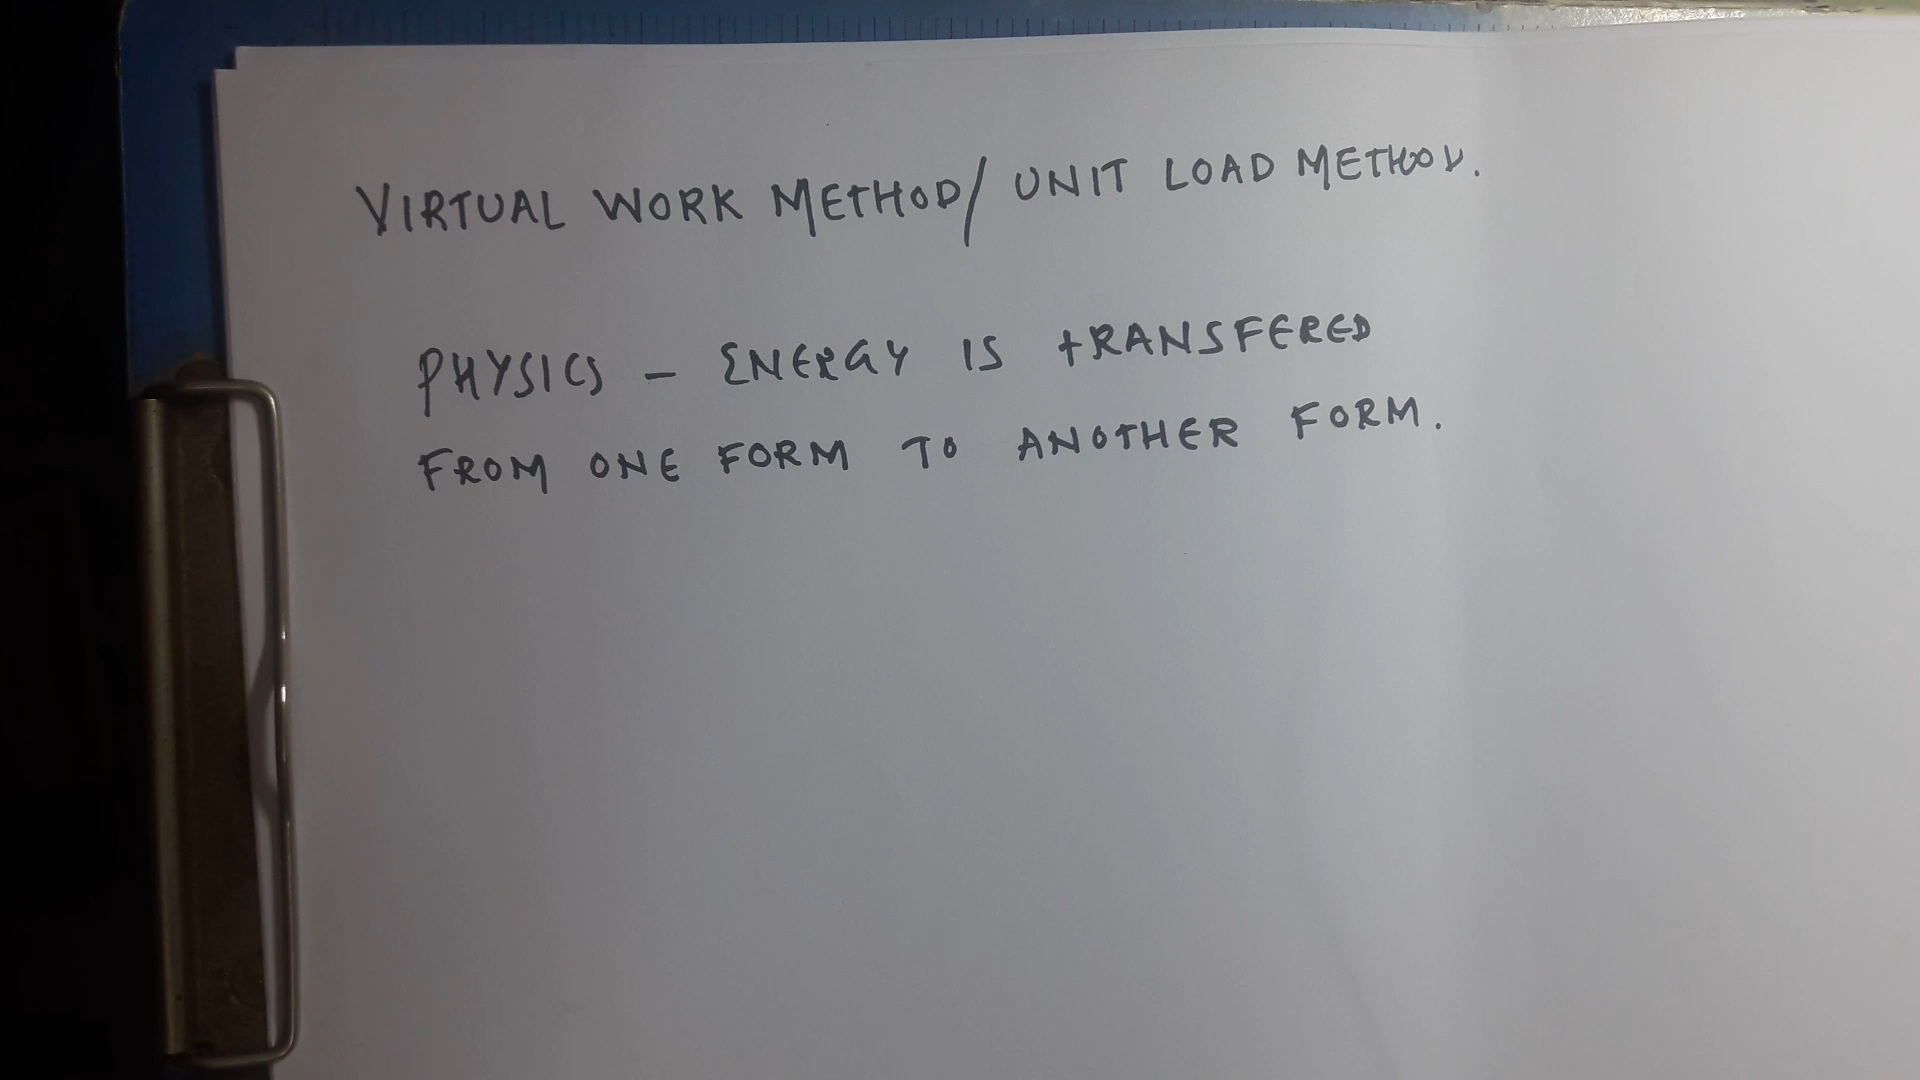 VIRTUAL WORK METHOD/ UNIT LOAD METHOD.
PHYSICS - ENERGY IS TRANSFERED
FROM ONE FORM TO ANOTHER FORM.